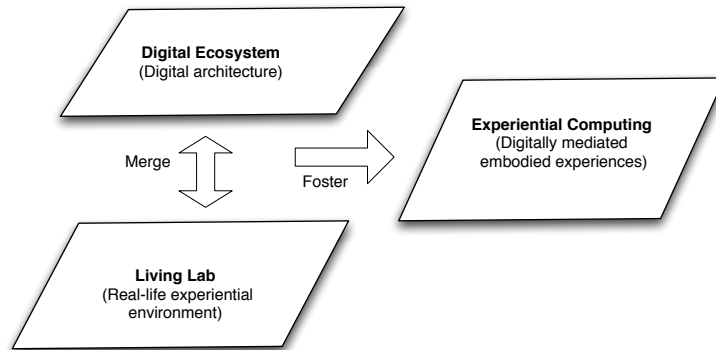 Digital Ecosystem
(Digital architecture)
Merge
Foster
Experiential Computing
(Digitally mediated
embodied experiences)
Living Lab
(Real-life experiential
environment)